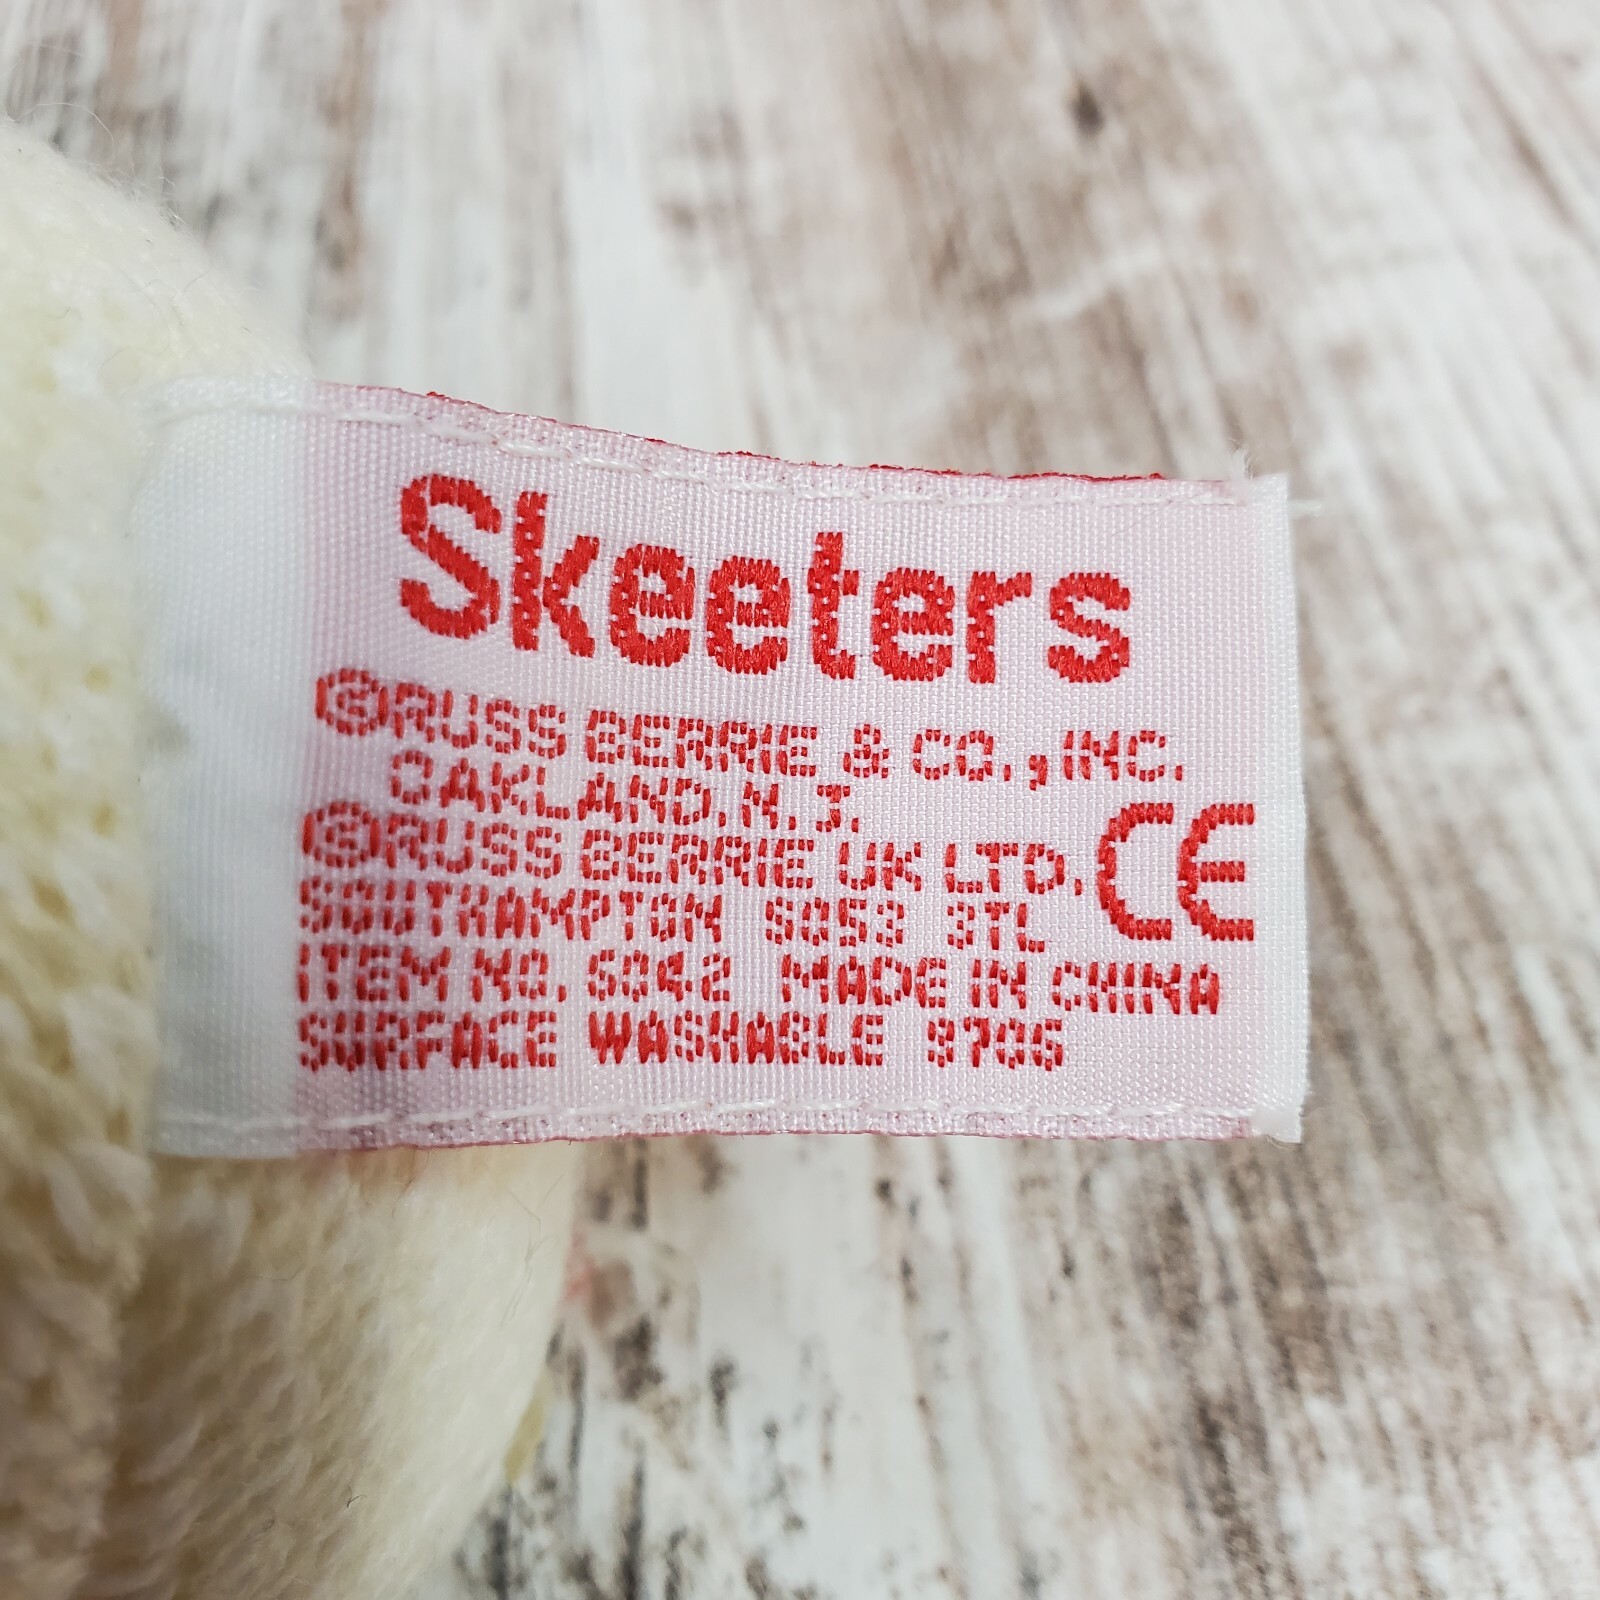 Skeeters
©RUSS BERRIE & CO., INC.
OAKLAND, N.J.
©RUSS BERRIE UK LTD.
SOUTHAMPTON SO53 3TL CE
ITEM NO. 5042 MADE IN CHINA
SURFACE WASHABLE 9706